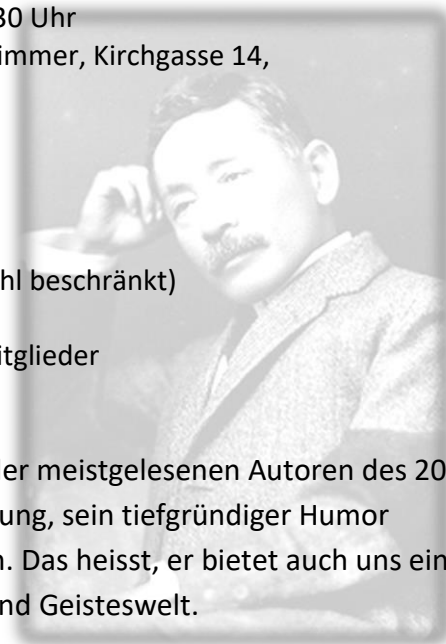 30 Uhr
immer, Kirchgasse 14,
hl beschränkt)
itglieder
ler meistgelesenen Autoren des 20
ung, sein tiefgründiger Humor
n. Das heisst, er bietet auch uns ein
nd Geisteswelt.